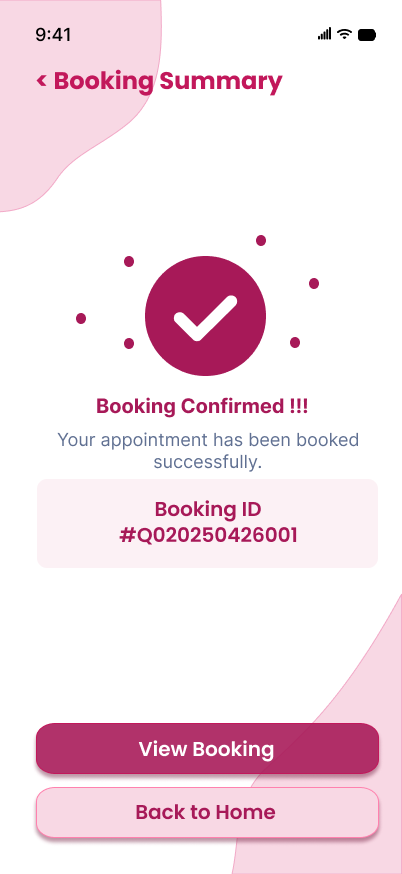 9:41
< Booking Summary
Booking Confirmed !!!
Your appointment has been booked
successfully.
Booking ID
#Q020250426001
View Booking
Back to Home